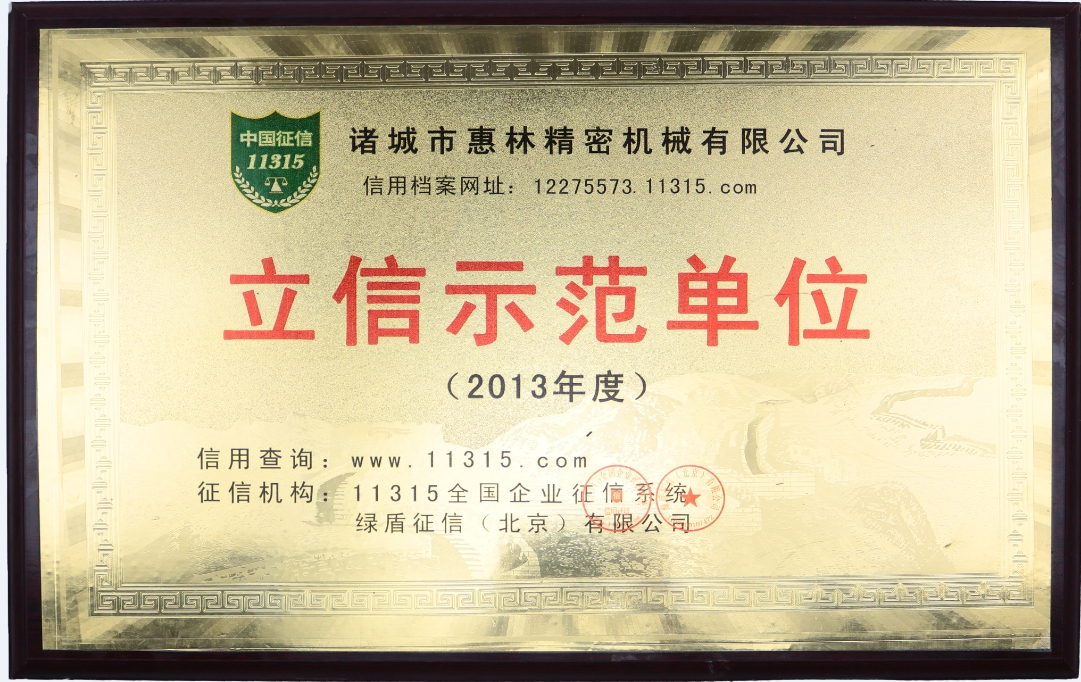 中国征信
11315
诸城市惠林精密机械有限公司
信用档案网址：12275573.11315.com
立信示范单位
（2013年度）
信用查询：www.11315.com
征信机构：11315全国企业征信系统
绿盾征信（北京）有限公司